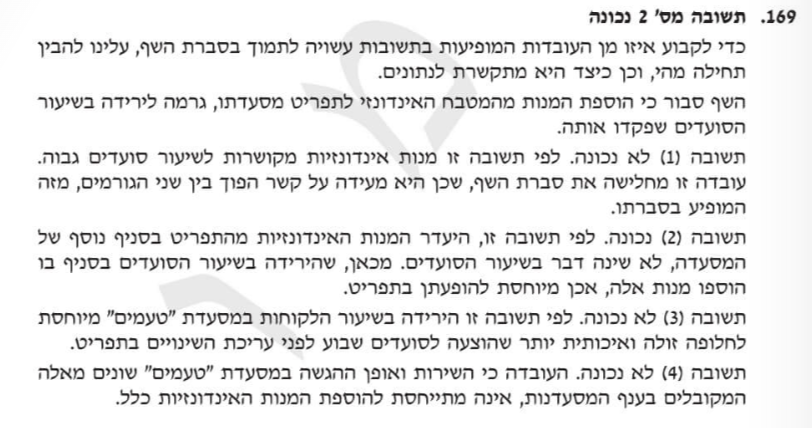 169. תשובה מס' 2 נכונה
כדי לקבוע איזו מן העובדות המופיעות בתשובות עשויה לתמוך בסברת השף, עלינו להבין
תחילה מהי, וכן כיצד היא מתקשרת לנתונים.
השף סבור כי הוספת המנות מהמטבח האינדונזי לתפריט מסעדתו, גרמה לירידה בשיעור
הסועדים שפקדו אותה.
תשובה (1) לא נכונה. לפי תשובה זו מנות אינדונזיות מקושרות לשיעור סועדים גבוה.
עובדה זו מחלישה את סברת השף, שכן היא מעידה על קשר הפוך בין שני הגורמים, מזה
המופיע בסברתו.
תשובה (2) נכונה. לפי תשובה זו, היעדר המנות האינדונזיות מהתפריט בסניף נוסף של
המסעדה, לא שינה דבר בשיעור הסועדים. מכאן, שהירידה בשיעור הסועדים בסניף בו
הוספו מנות אלה, אכן מיוחסת להופעתן בתפריט.
תשובה (3) לא נכונה. לפי תשובה זו הירידה בשיעור הלקוחות במסעדת "טעמים" מיוחסת
לחלופה זולה ואיכותית יותר שהוצעה לסועדים שבוע לפני עריכת השינויים בתפריט.
תשובה (4) לא נכונה. העובדה כי השירות ואופן ההגשה במסעדת "טעמים" שונים מאלה
המקובלים בענף המסעדנות, אינה מתייחסת להוספת המנות האינדונזיות כלל.